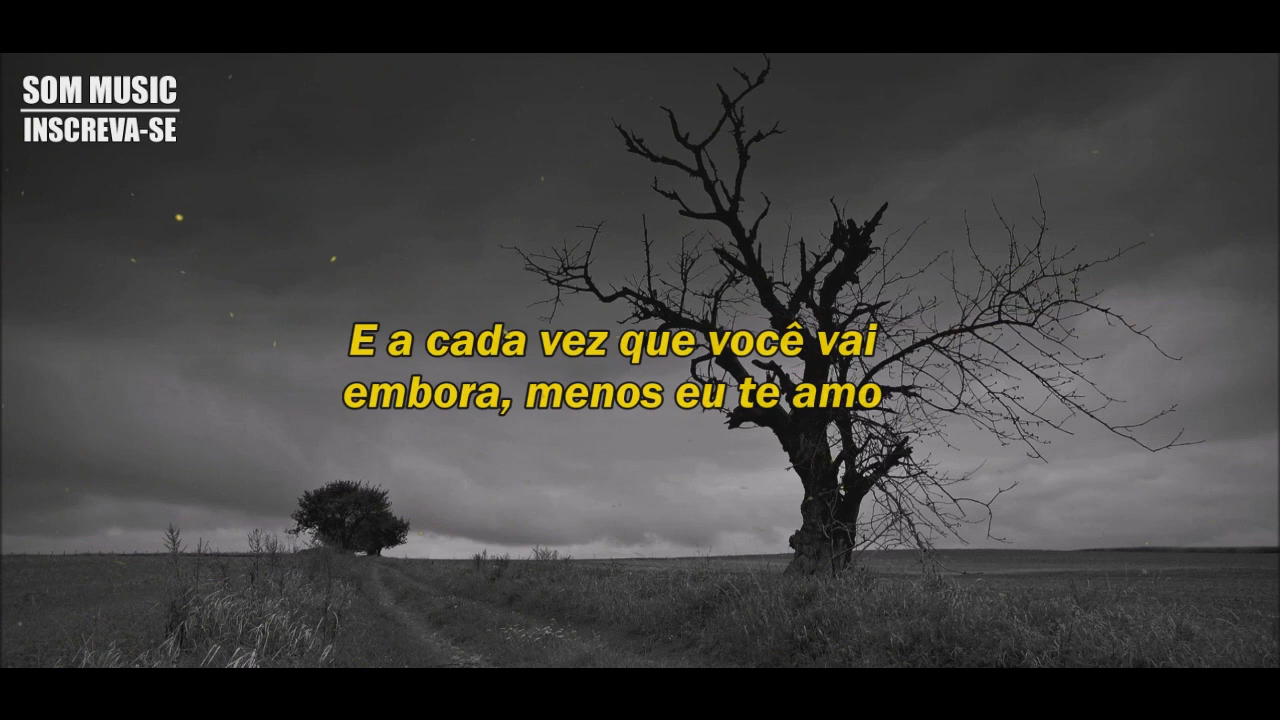 SOM MUSIC
INSCREVA-SE
E a cada vez que você vai
embora, menos eu te amo